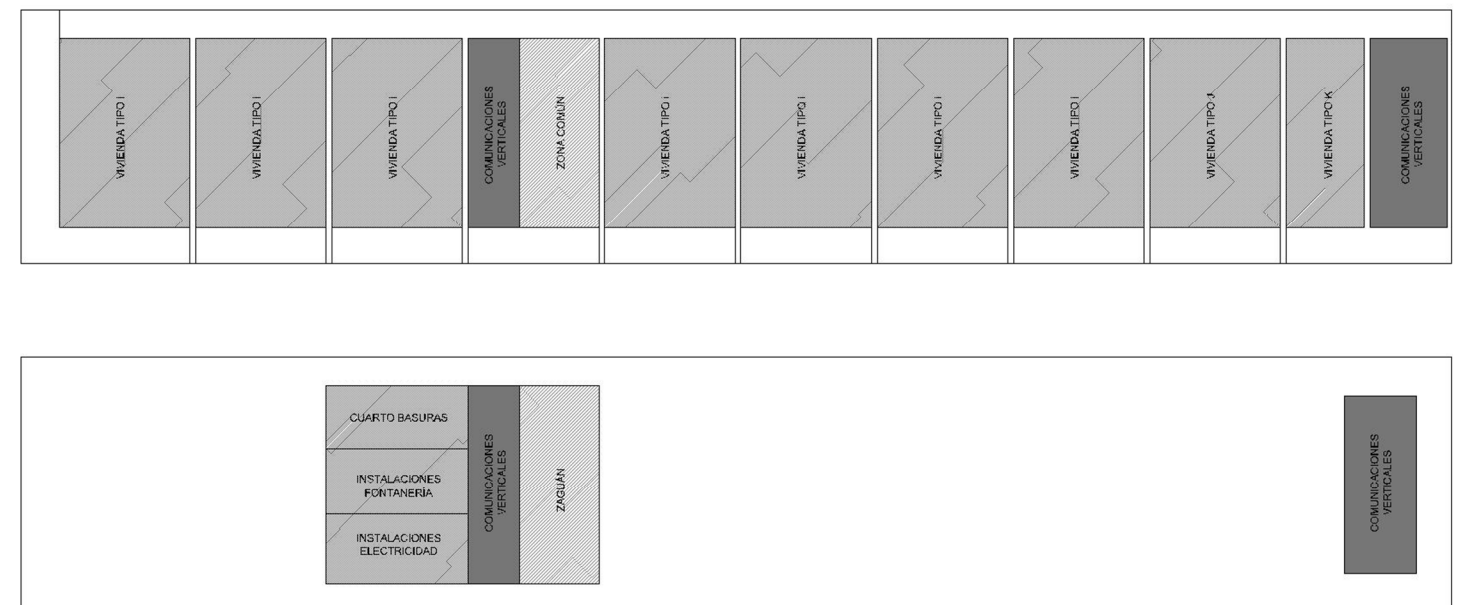 VIVIENDA TIPO I
VIVIENDA TIPO I
VIVIENDA TIPO I
COMUNICACIONES
VERTICALES
ZONA COMÚN
VIVIENDA TIPO I
VIVIENDA TIPO I
VIVIENDA TIPO I
VIVIENDA TIPO I
VIVIENDA TIPO J
VIVIENDA TIPO K
COMUNICACIONES
VERTICALES
CUARTO BASURAS
INSTALACIONES
FONTANERÍA
INSTALACIONES
ELECTRICIDAD
COMUNICACIONES
VERTICALES
ZAGUÁN
COMUNICACIONES
VERTICALES